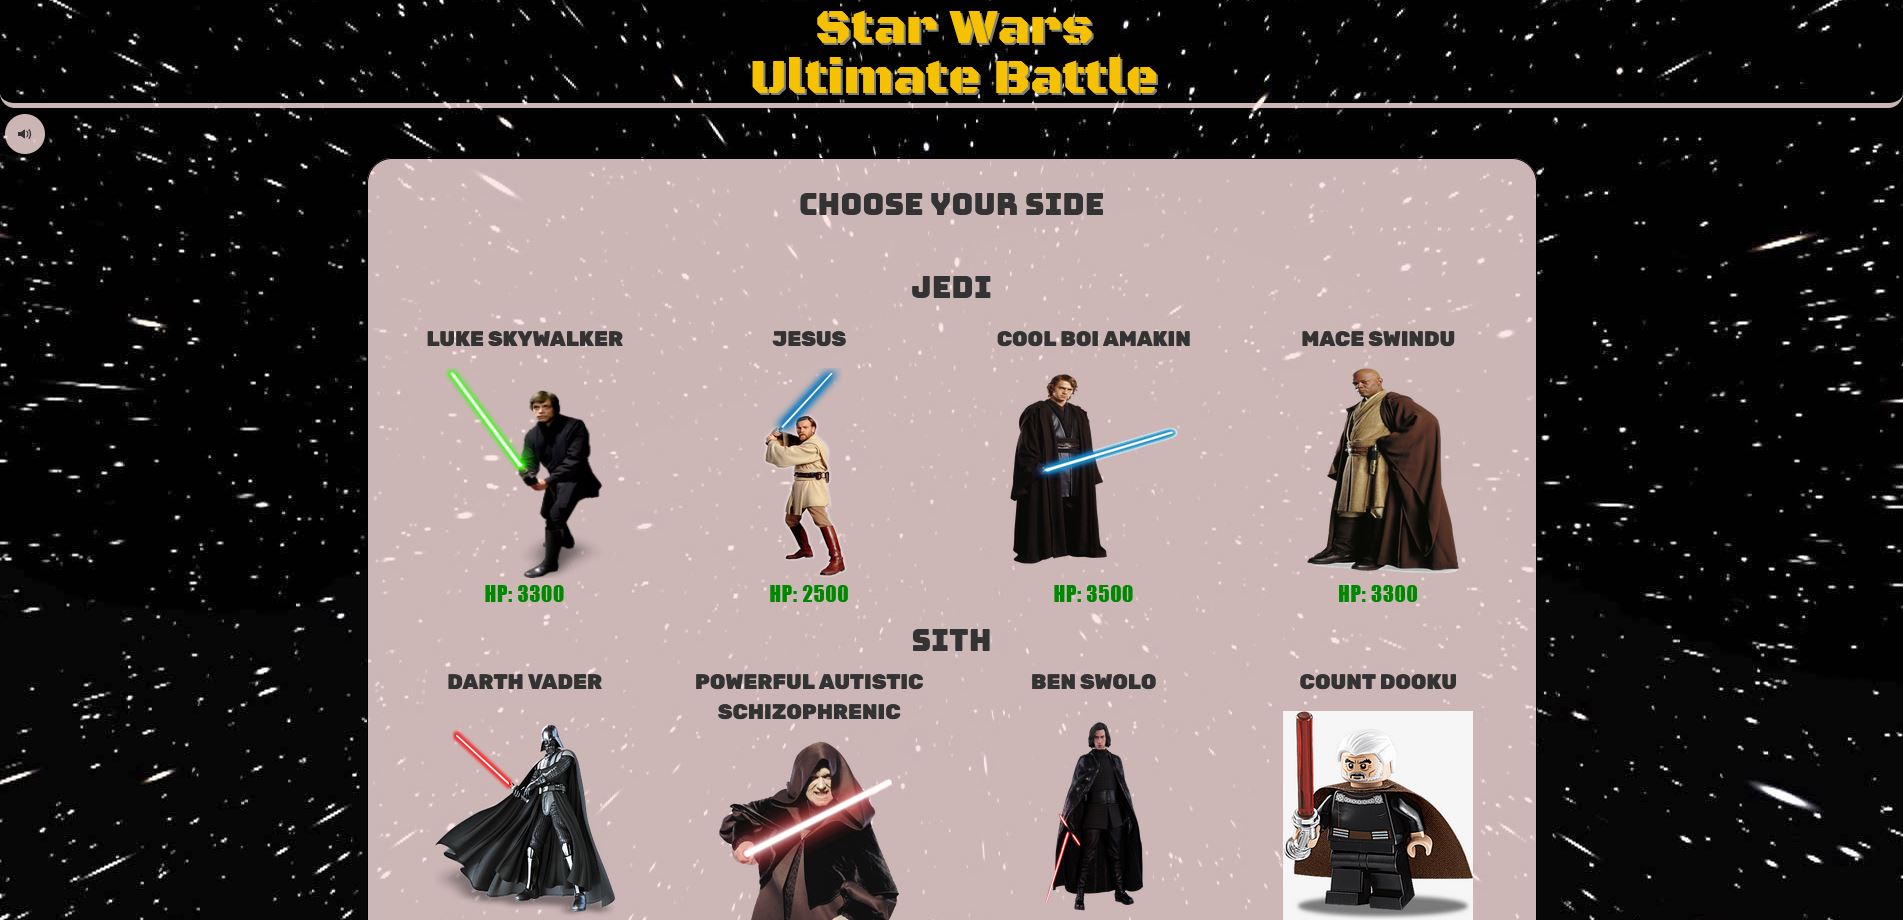 Star Wars
Ultimate Battle
CHOOSE YOUR SIDE
JEDI
LUKE SKYWALKER
JESUS
COOL BOI AMAKIN
MACE SWINDU
HP: 3300
HP: 2500
HP: 3500
HP: 3300
SITH
DARTH VADER
POWERFUL AUTISTIC
SCHIZOPHRENIC
BEN SWOLO
COUNT DOOKU